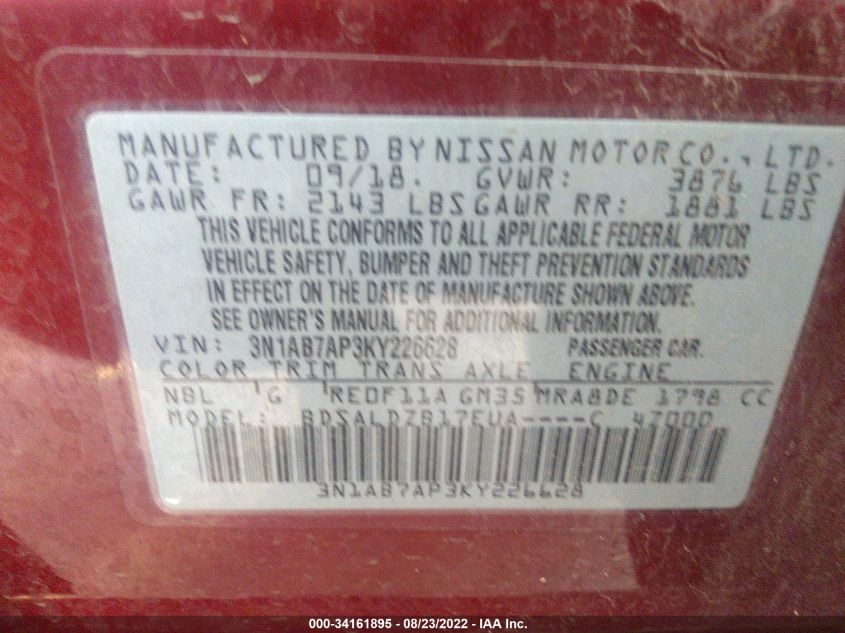 MANUFACTURED BY NISSAN MOTOR CO., LTD.
DATE: 09/18. GVWR: 3876 LBS
GAWR FR: 2143 LBS GAWR RR: 1881 LBS
THIS VEHICLE CONFORMS TO ALL APPLICABLE FEDERAL MOTOR
VEHICLE SAFETY, BUMPER AND THEFT PREVENTION STANDARDS
IN EFFECT ON THE DATE OF MANUFACTURE SHOWN ABOVE.
SEE OWNER'S MANUAL FOR ADDITIONAL INFORMATION.
VIN: 3N1AB7AP3KY226628 PASSENGER CAR.
COLOR TRIM TRANS AXLE ENGINE
NBL G RE0F11A GM35 MRA8DE 1798 CC
MODEL: BDSALDZB17EUA----C 4Z000
3N1AB7AP3KY226628
000-34161895 - 08/23/2022 - IAA Inc.